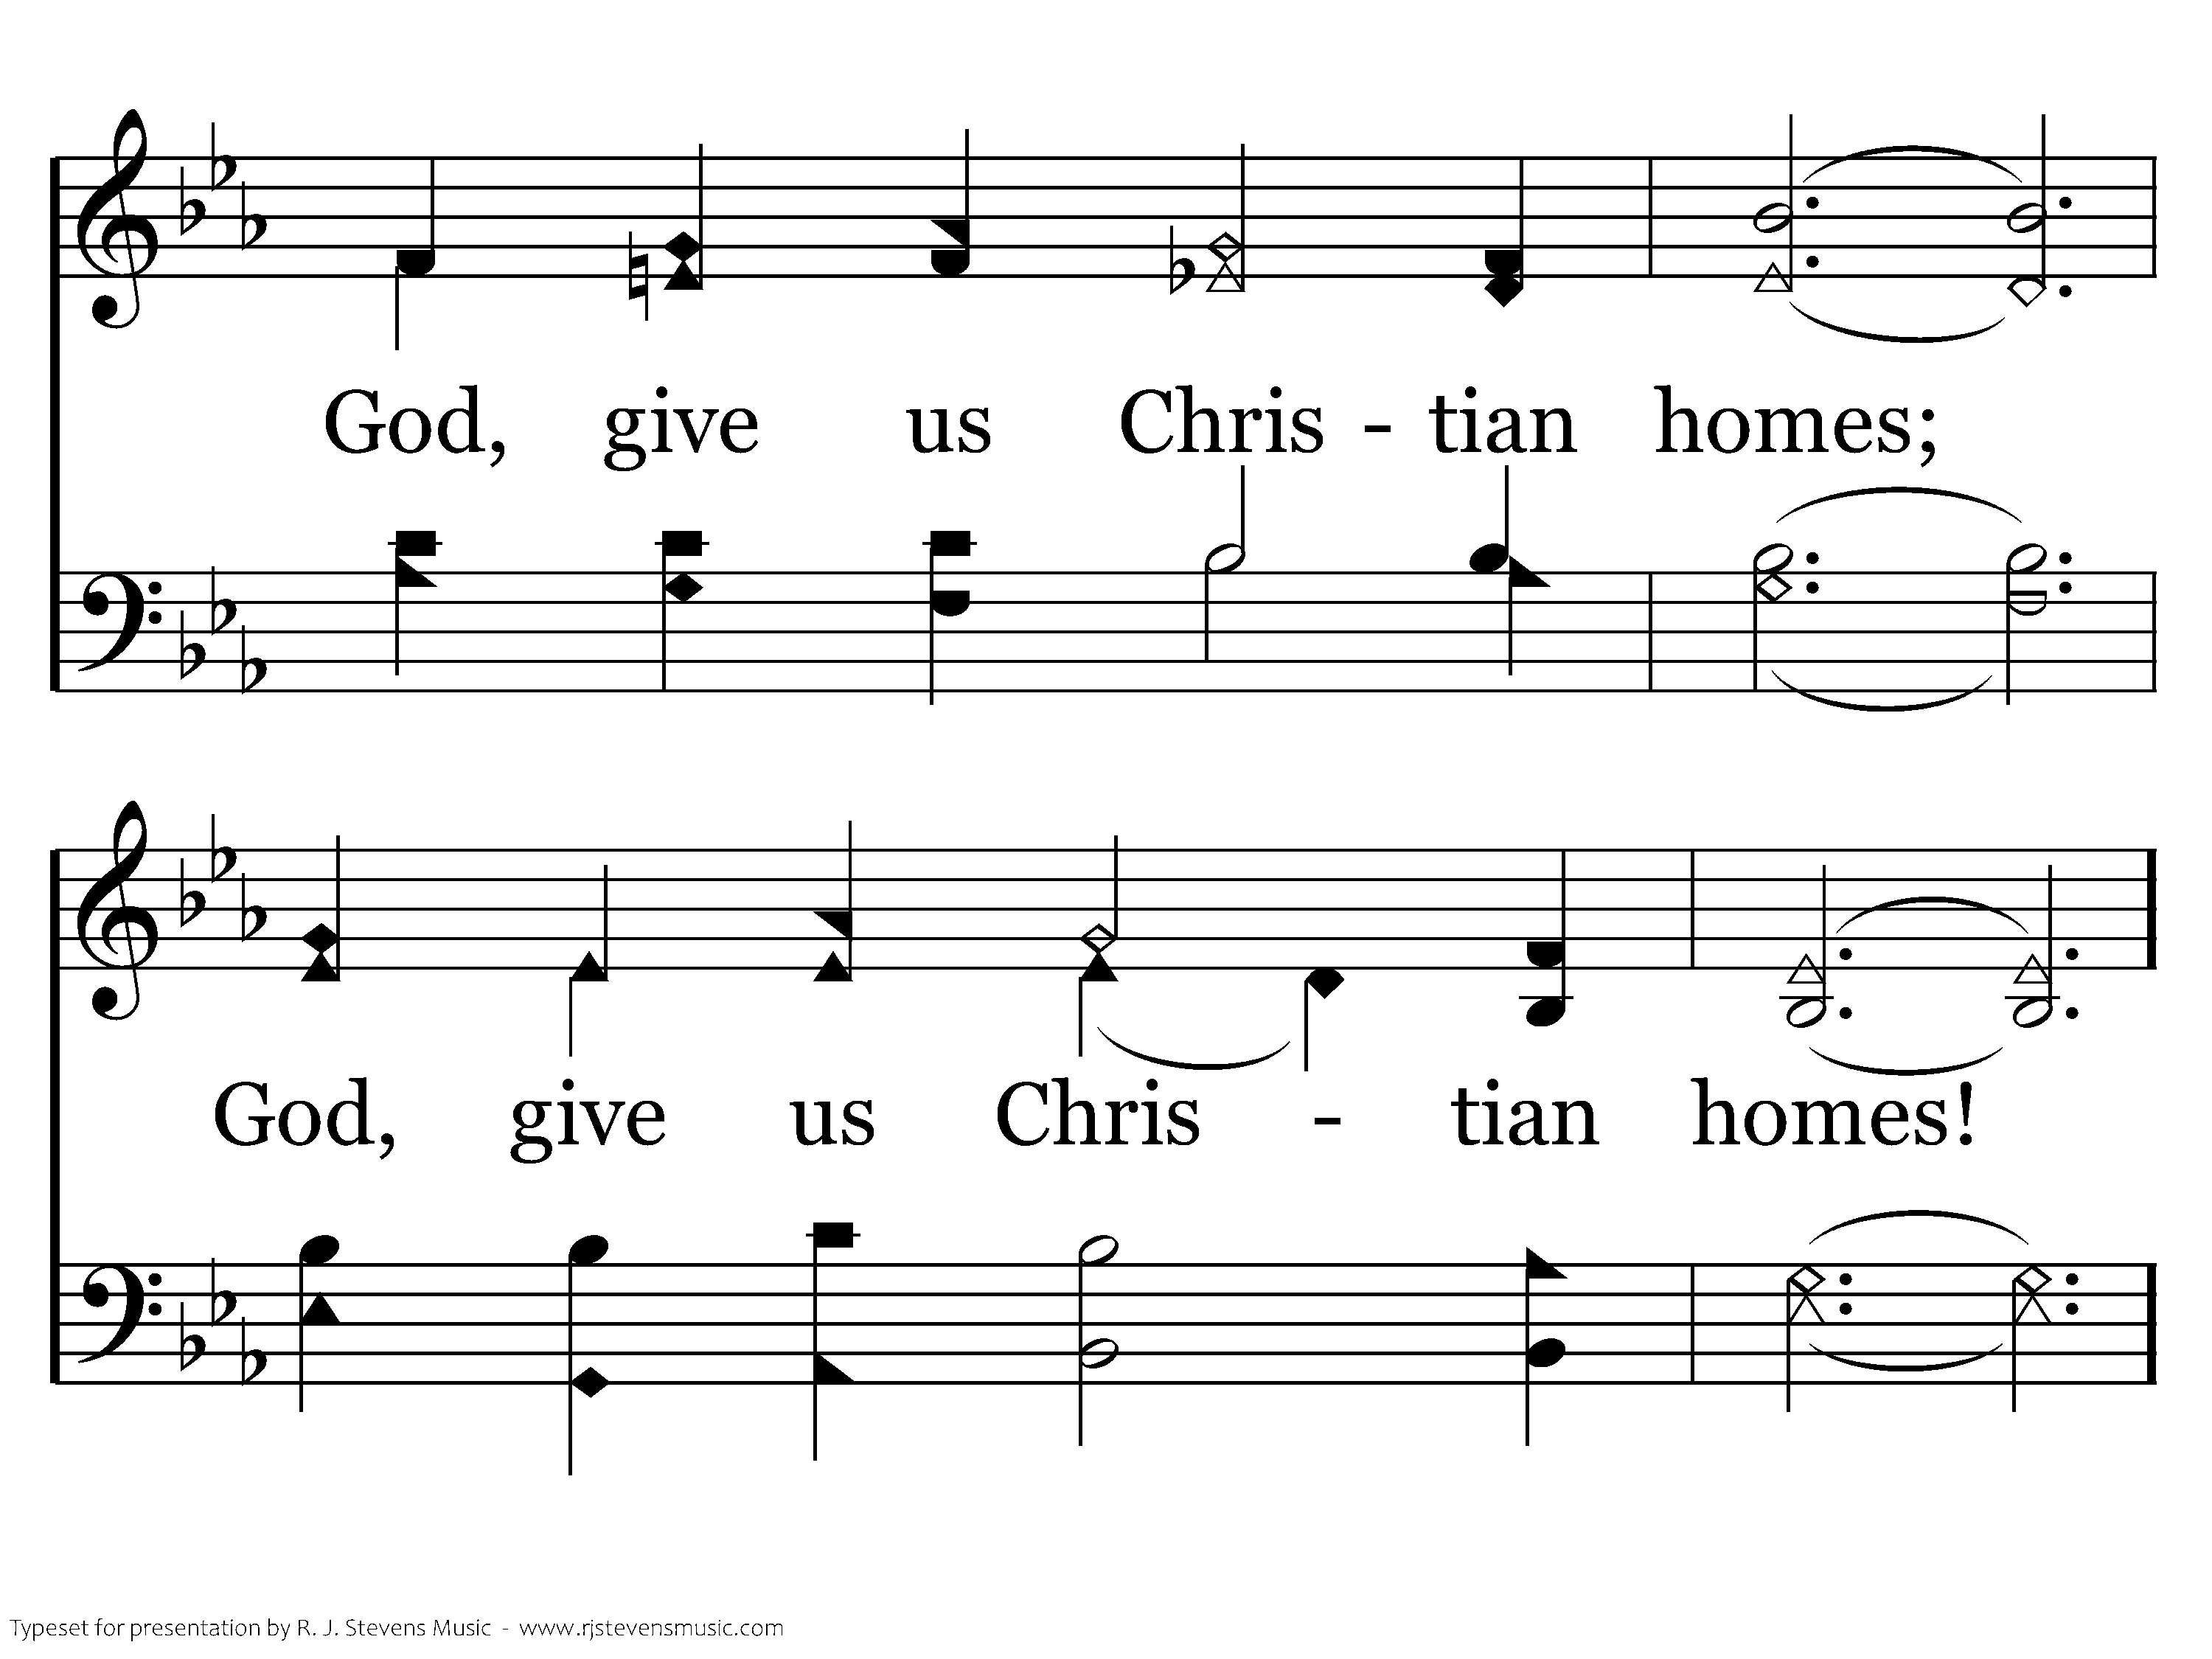 God, give us Chris - tian homes;
God, give us Chris - tian homes!
Typeset for presentation by R. J. Stevens Music - www.rjstevensmusic.com